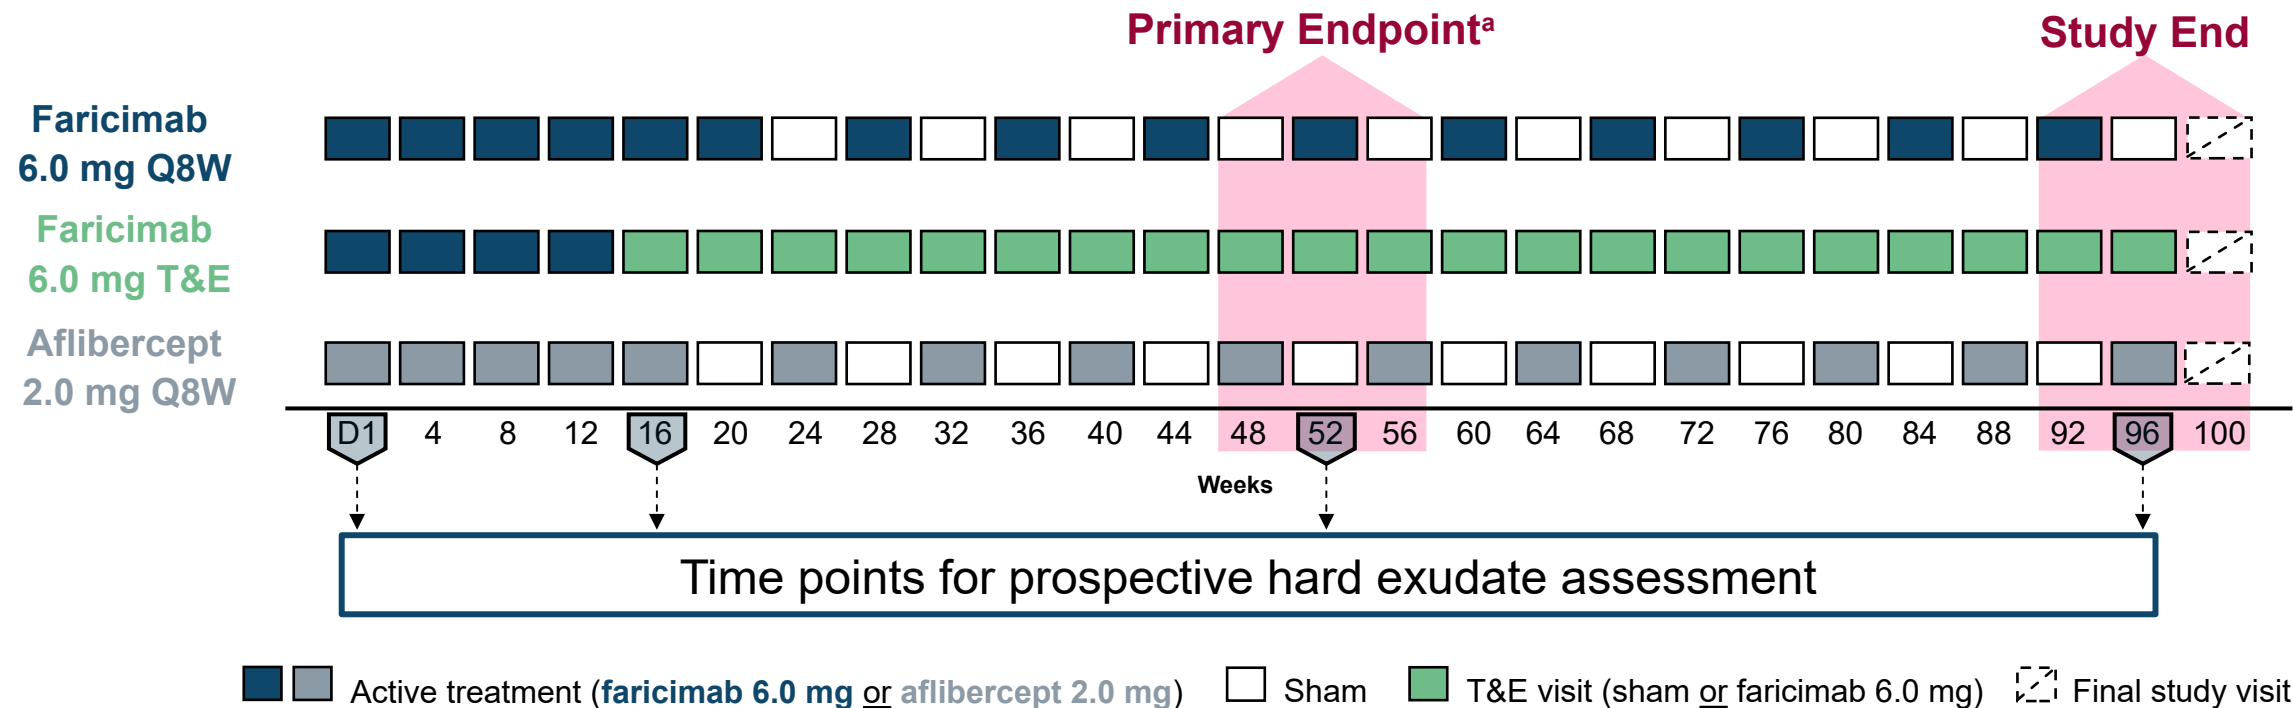 Primary Endpointᵃ
Study End
Faricimab
6.0 mg Q8W
Faricimab
6.0 mg T&E
Aflibercept
2.0 mg Q8W
D1 4 8 12 16 20 24 28 32 36 40 44 48 52 56 60 64 68 72 76 80 84 88 92 96 100
Weeks
Time points for prospective hard exudate assessment
Active treatment (faricimab 6.0 mg or aflibercept 2.0 mg) Sham T&E visit (sham or faricimab 6.0 mg) Final study visit